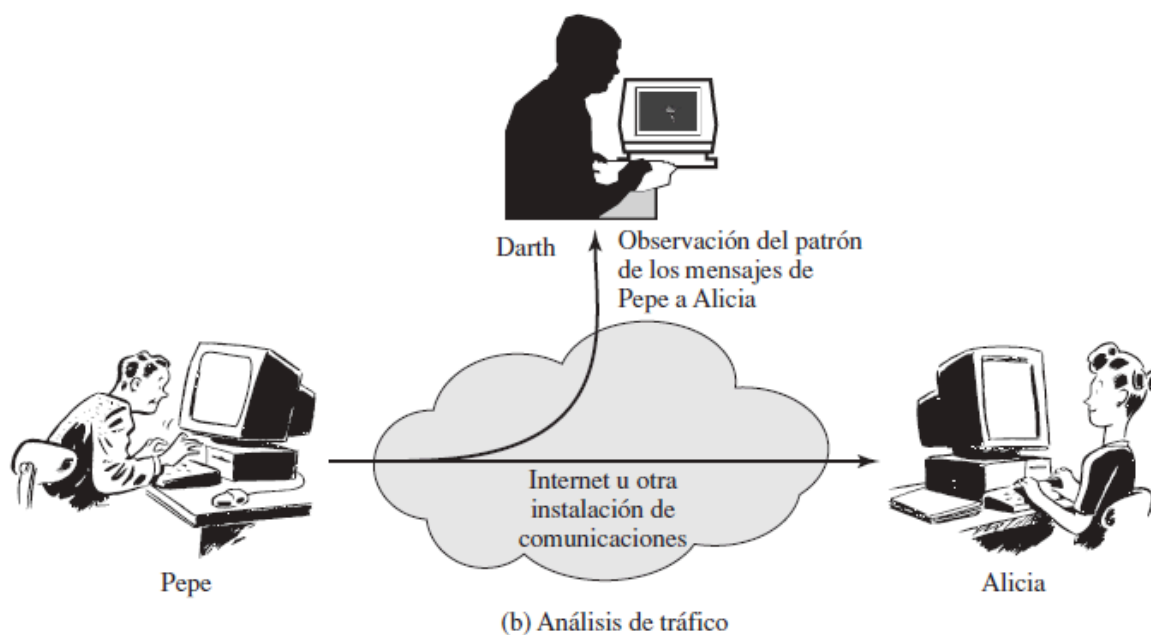 Darth
Observación del patrón
de los mensajes de
Pepe a Alicia
Internet u otra
instalación de
comunicaciones
Pepe
Alicia
(b) Análisis de tráfico